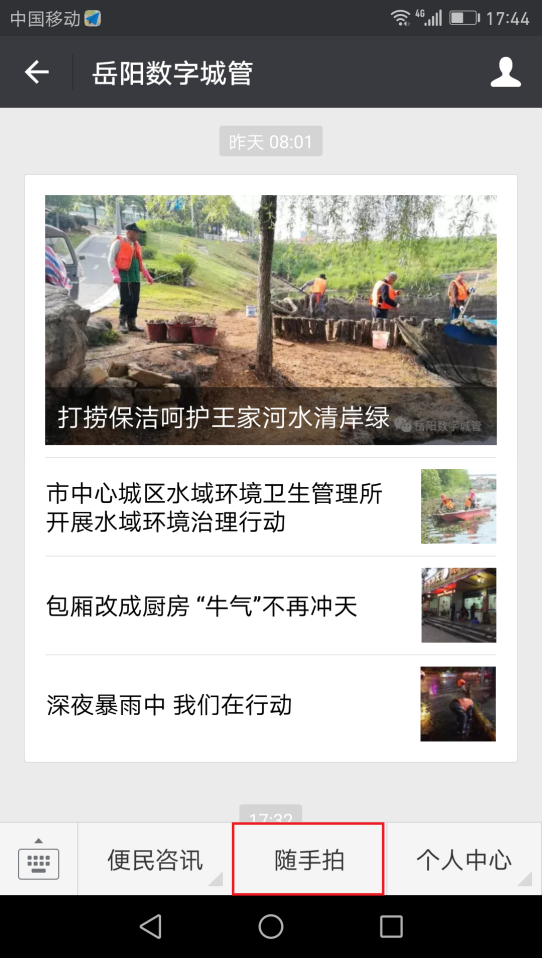 中国移动 4G 17:44
岳阳数字城管
昨天 08:01
打捞保洁呵护王家河水清岸绿
岳阳数字城管
市中心城区水域环境卫生管理所
开展水域环境治理行动
包厢改成厨房 “牛气”不再冲天
深夜暴雨中 我们在行动
17:32
便民咨讯
随手拍
个人中心